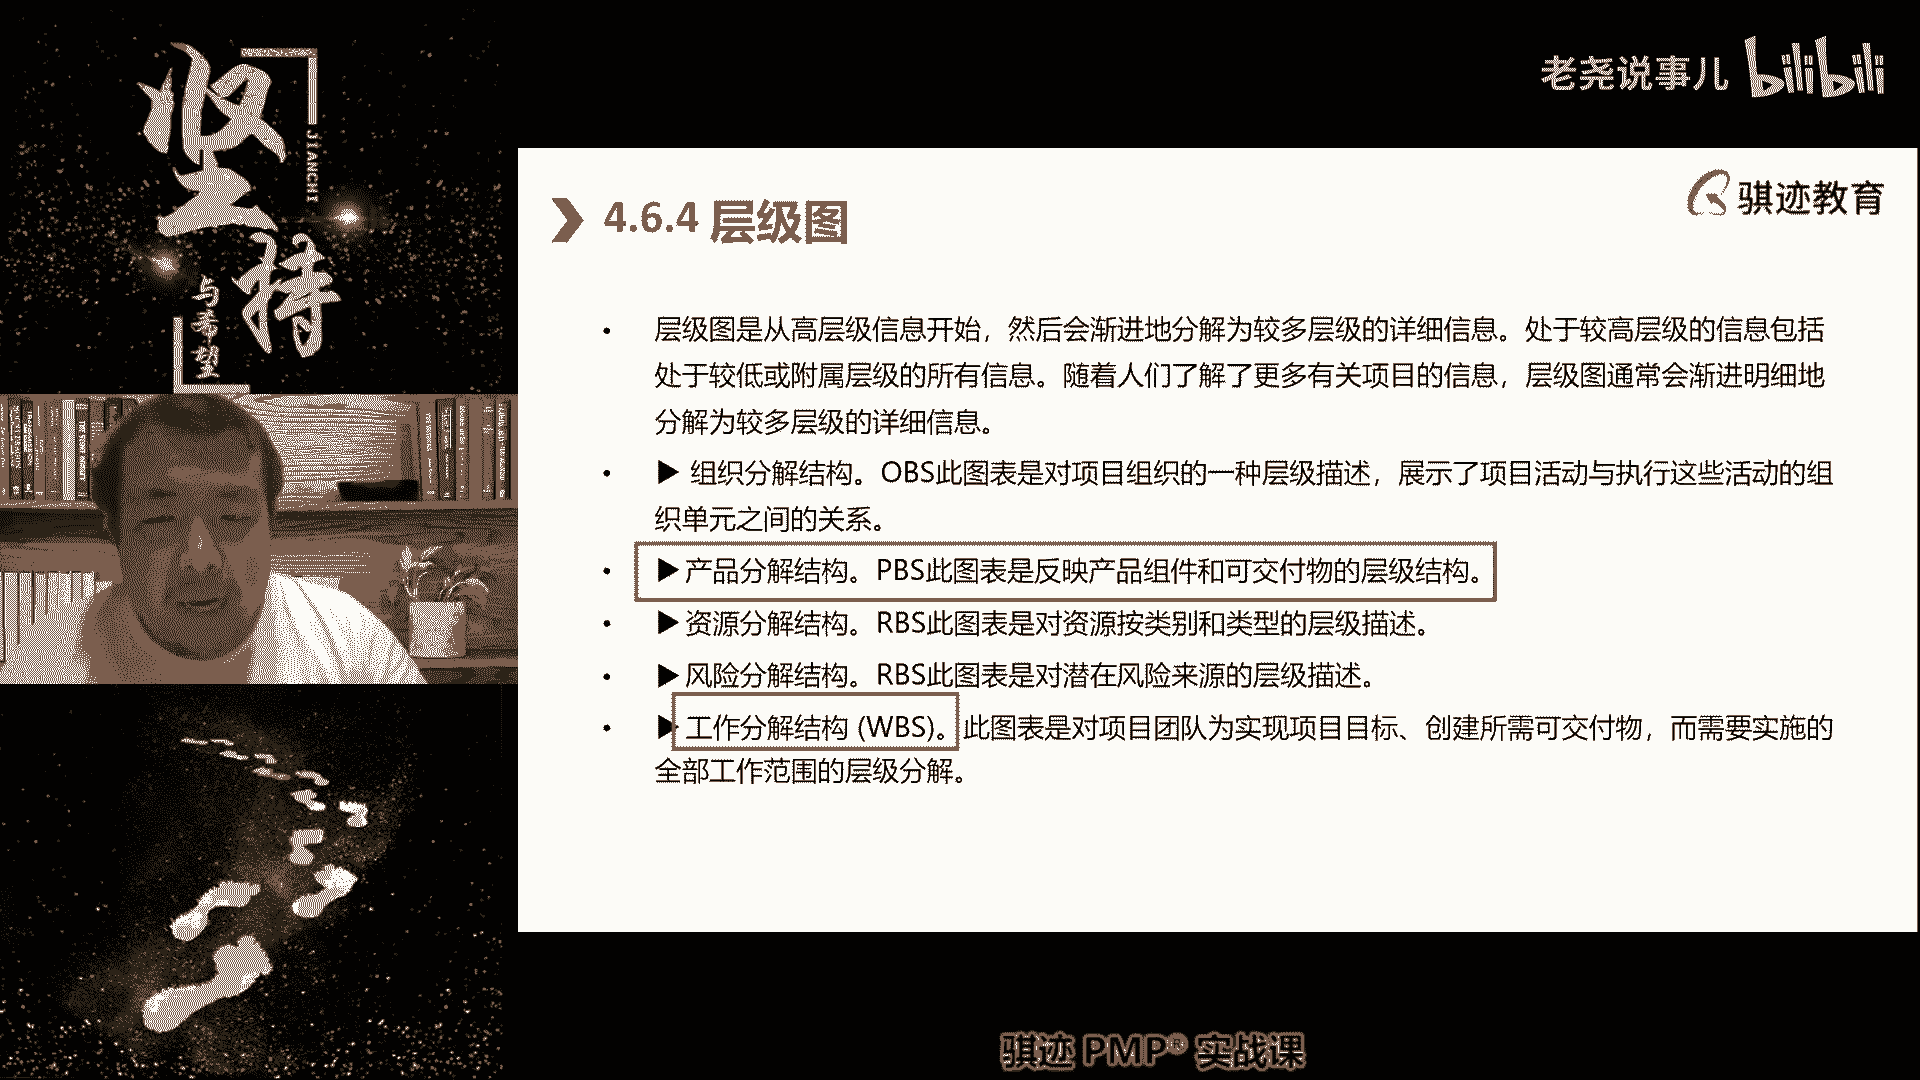 坚持
JIANCHI
与希望
老尧说事儿 bilibili
骐迹教育
4.6.4 层级图
• 层级图是从高层级信息开始，然后会渐进地分解为较多层级的详细信息。处于较高层级的信息包括
处于较低或附属层级的所有信息。随着人们了解了更多有关项目的信息，层级图通常会渐进明细地
分解为较多层级的详细信息。
• ▶ 组织分解结构。OBS此图表是对项目组织的一种层级描述，展示了项目活动与执行这些活动的组
织单元之间的关系。
• ▶产品分解结构。PBS此图表是反映产品组件和可交付物的层级结构。
• ▶资源分解结构。RBS此图表是对资源按类别和类型的层级描述。
• ▶风险分解结构。RBS此图表是对潜在风险来源的层级描述。
• ▶工作分解结构 (WBS)。此图表是对项目团队为实现项目目标、创建所需可交付物，而需要实施的
全部工作范围的层级分解。
骐迹 PMP® 实战课